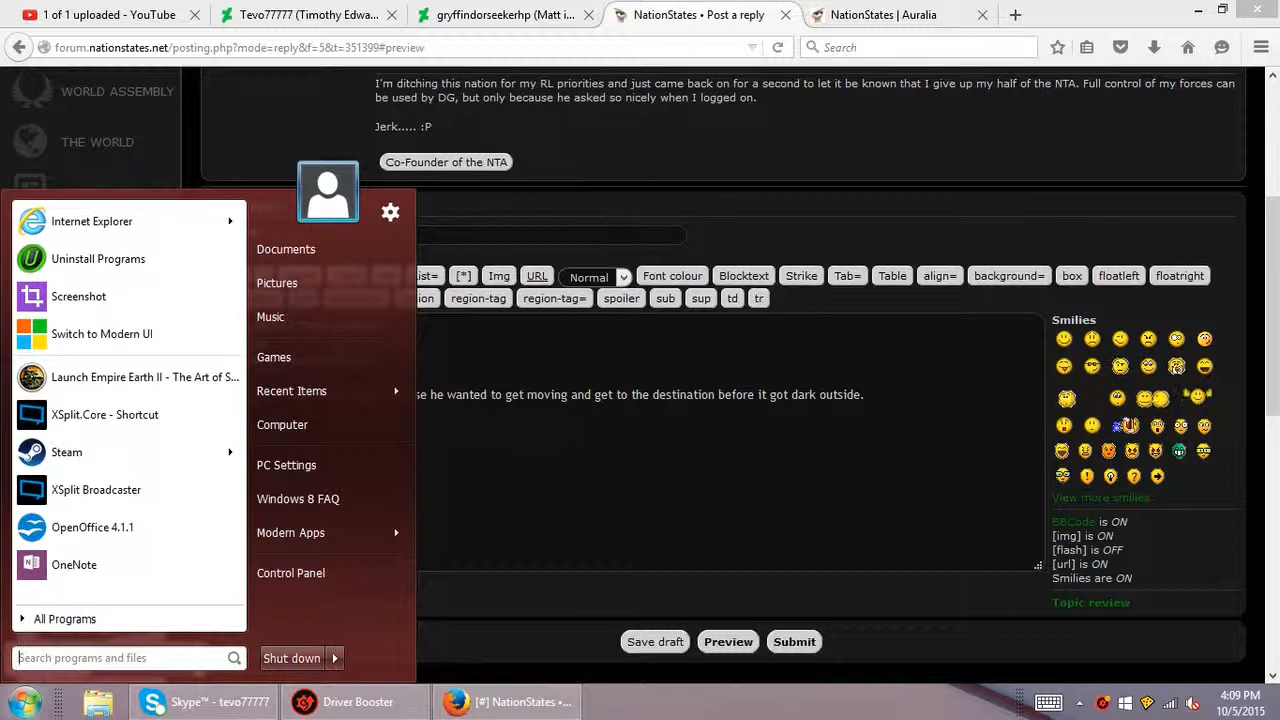 1 of 1 uploaded - YouTube
Tevo77777 (Timothy Edwa...
gryffindorseekerhp (Matt i...
NationStates • Post a reply
NationStates | Auralia
forum.nationstates.net/posting.php?mode=reply&f=5&t=351399#preview
Search
WORLD ASSEMBLY
THE WORLD
I'm ditching this nation for my RL priorities and just came back on for a second to let it be known that I give up my half of the NTA. Full control of my forces can
be used by DG, but only because he asked so nicely when I logged on.
Jerk..... :P
Co-Founder of the NTA
Internet Explorer
Uninstall Programs
Screenshot
Switch to Modern UI
Launch Empire Earth II - The Art of S...
XSplit.Core - Shortcut
Steam
XSplit Broadcaster
OpenOffice 4.1.1
OneNote
All Programs
Search programs and files
Documents
Pictures
Music
Games
Recent Items
Computer
PC Settings
Windows 8 FAQ
Modern Apps
Control Panel
Shut down
ist= [*] Img URL Normal Font colour Blocktext Strike Tab= Table align= background= box floatleft floatright
ion region-tag region-tag= spoiler sub sup td tr
se he wanted to get moving and get to the destination before it got dark outside.
Smilies
View more smilies
BBCode is ON
[img] is ON
[flash] is OFF
[url] is ON
Smilies are ON
Topic review
Save draft Preview Submit
Skype™ - tevo77777
Driver Booster
[#] NationStates •...
4:09 PM
10/5/2015